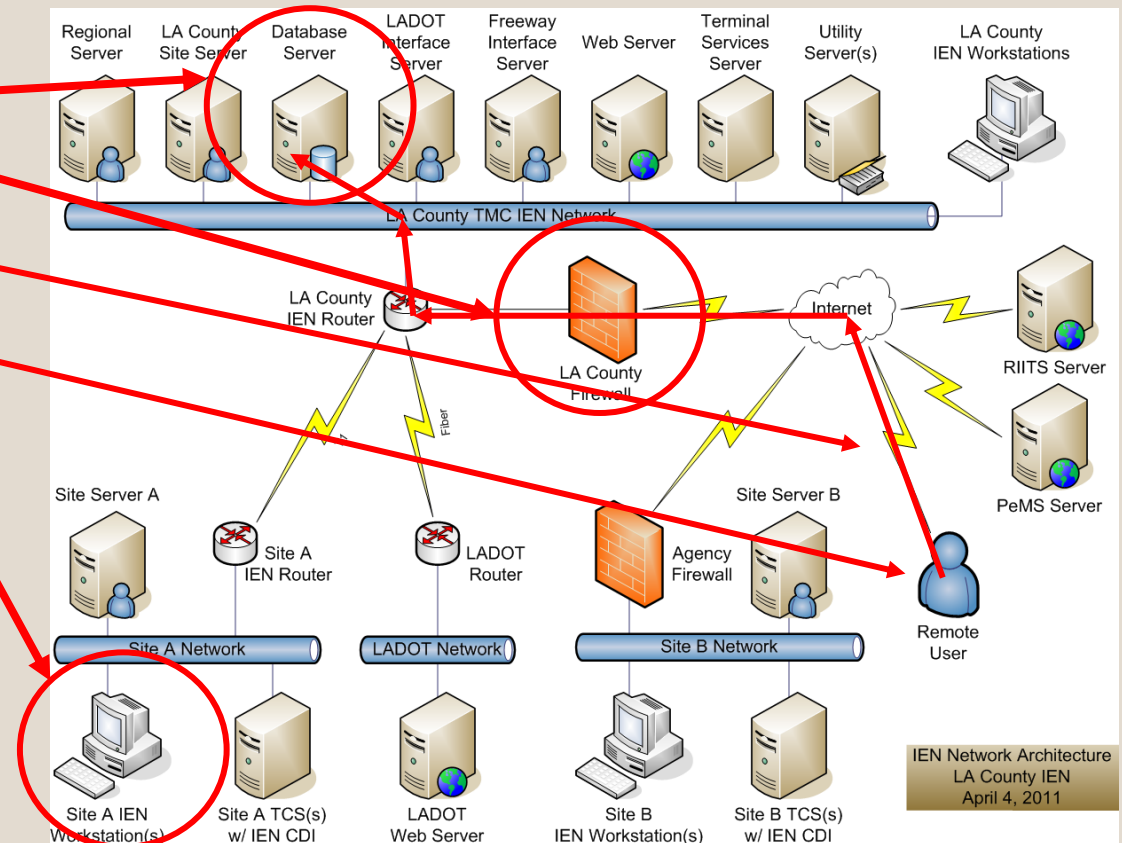 Regional
Server
LA County
Site Server
Database
Server
LADOT
Interface
Server
Freeway
Interface
Server
Web Server
Terminal
Services
Server
Utility
Server(s)
LA County
IEN Workstations
LA County TMC IEN Network
LA County
IEN Router
LA County
Firewall
Internet
RIITS Server
PeMS Server
Fiber
Site Server A
Site A
IEN Router
LADOT
Router
Agency
Firewall
Site Server B
Remote
User
Site A Network
LADOT Network
Site B Network
Site A IEN
Workstation(s)
Site A TCS(s)
w/ IEN CDI
LADOT
Web Server
Site B
IEN Workstation(s)
Site B TCS(s)
w/ IEN CDI
IEN Network Architecture
LA County IEN
April 4, 2011